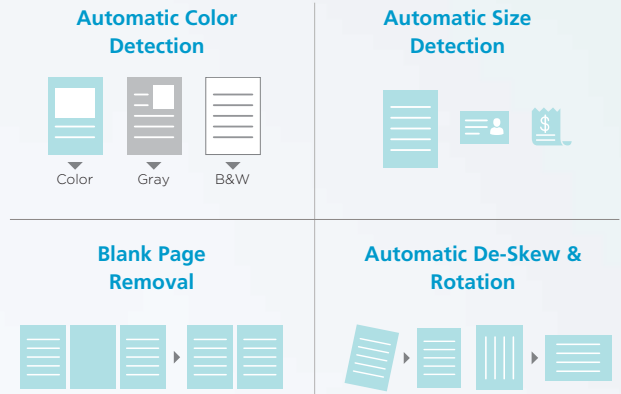 Automatic Color
Detection
Color
Gray
B&W
Automatic Size
Detection
$
Blank Page
Removal
Automatic De-Skew &
Rotation